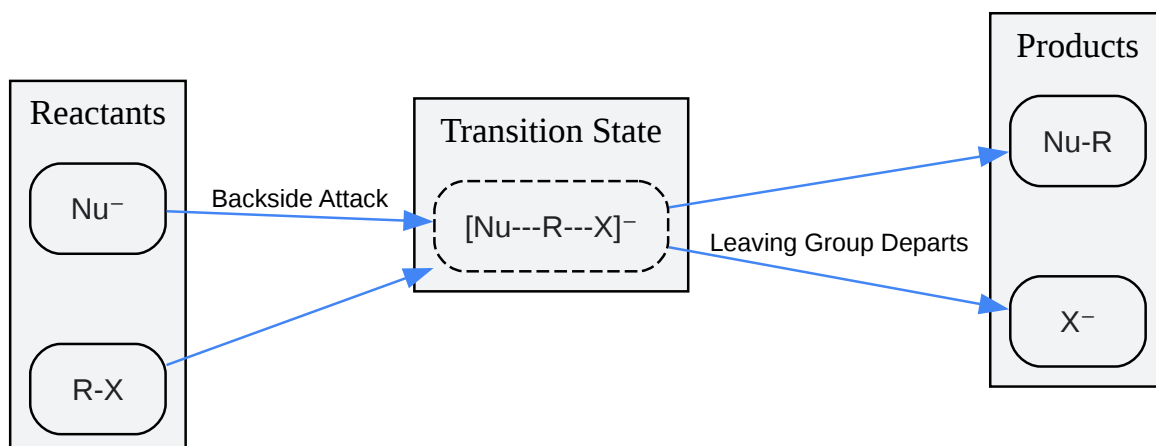 Reactants
Nu⁻
R-X
Backside Attack
Transition State
[Nu---R---X]⁻
Leaving Group Departs
Products
Nu-R
X⁻